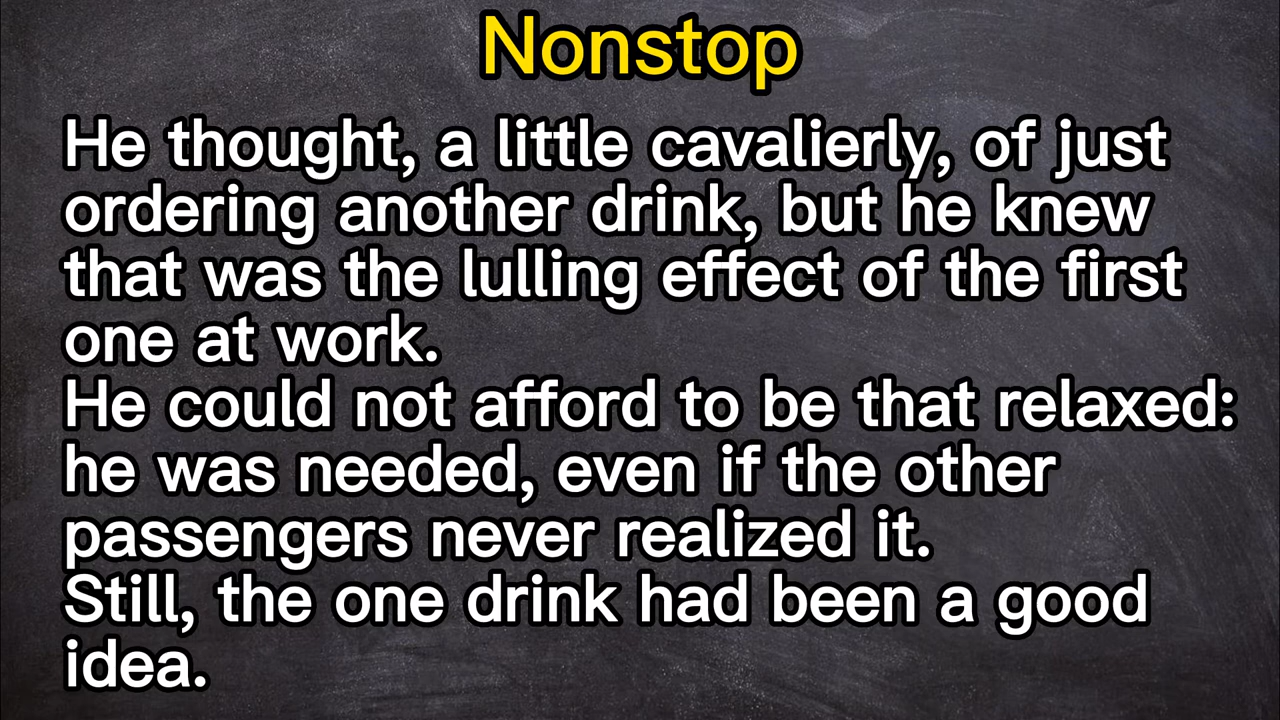 Nonstop
He thought, a little cavalierly, of just
ordering another drink, but he knew
that was the lulling effect of the first
one at work.
He could not afford to be that relaxed:
he was needed, even if the other
passengers never realized it.
Still, the one drink had been a good
idea.